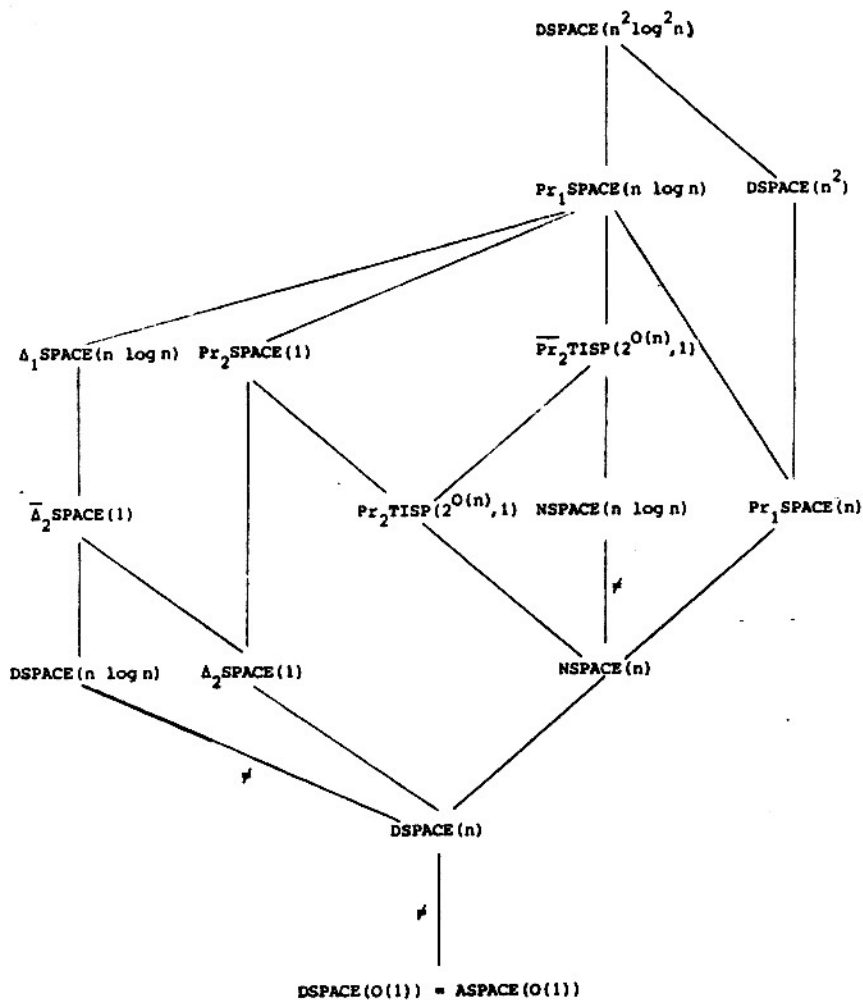 DSPACE(n²log²n)
Pr₁SPACE(n log n) DSPACE(n²)
Δ₁SPACE(n log n) Pr₂SPACE(1) P̅r̅₂TISP(2^O(n),1)
Δ̅₂SPACE(1) Pr₂TISP(2^O(n),1) NSPACE(n log n) Pr₁SPACE(n)
≠
DSPACE(n log n) Δ₂SPACE(1) NSPACE(n)
≠
DSPACE(n)
≠
DSPACE(O(1)) = ASPACE(O(1))